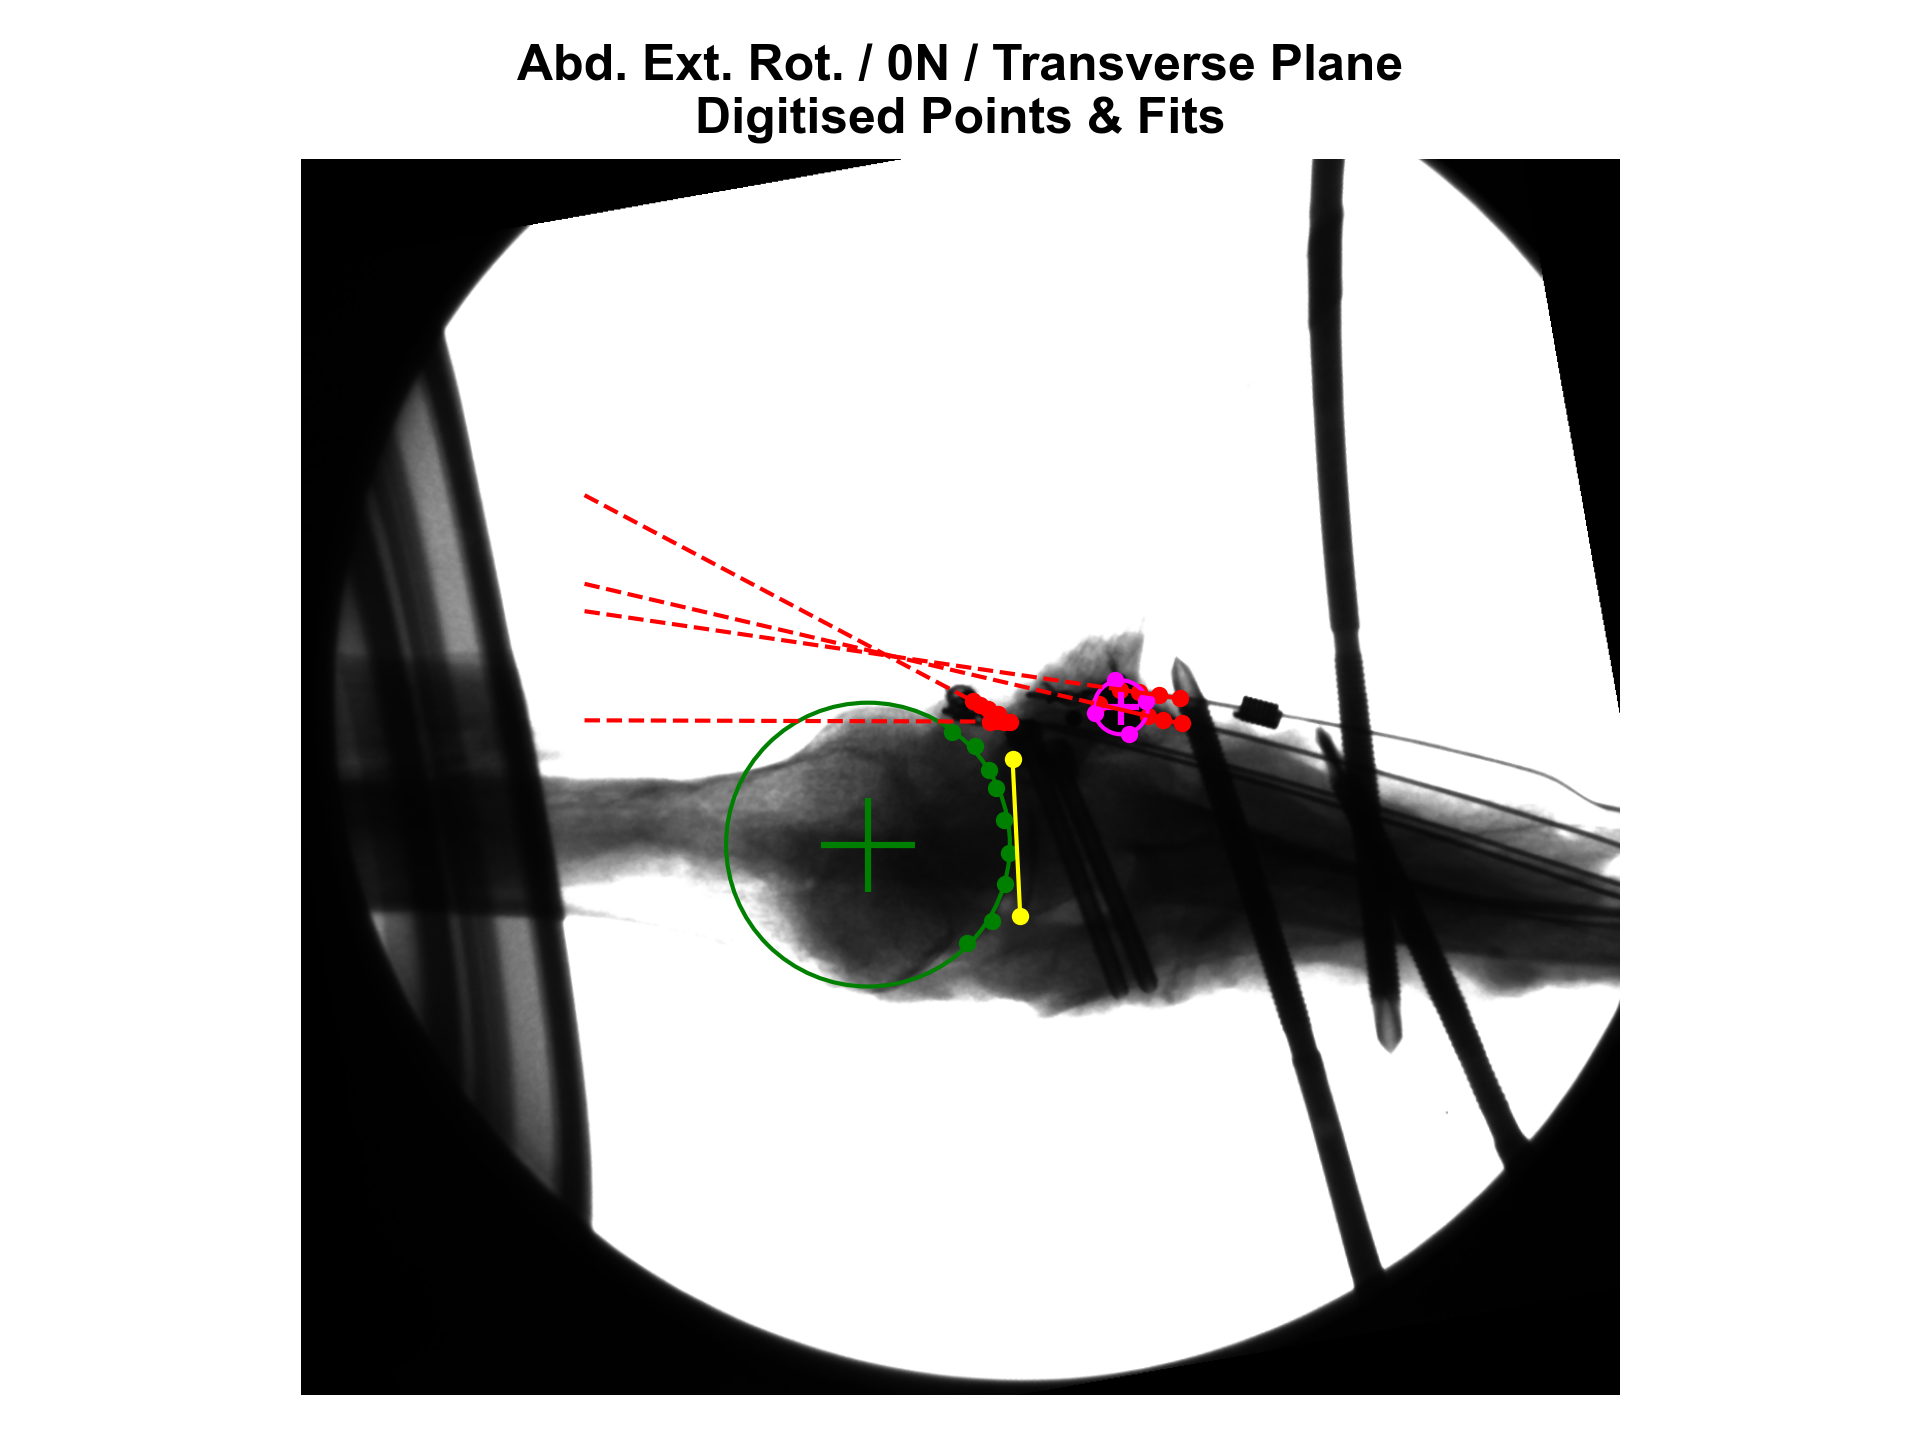 Abd. Ext. Rot. / 0N / Transverse Plane
Digitised Points & Fits